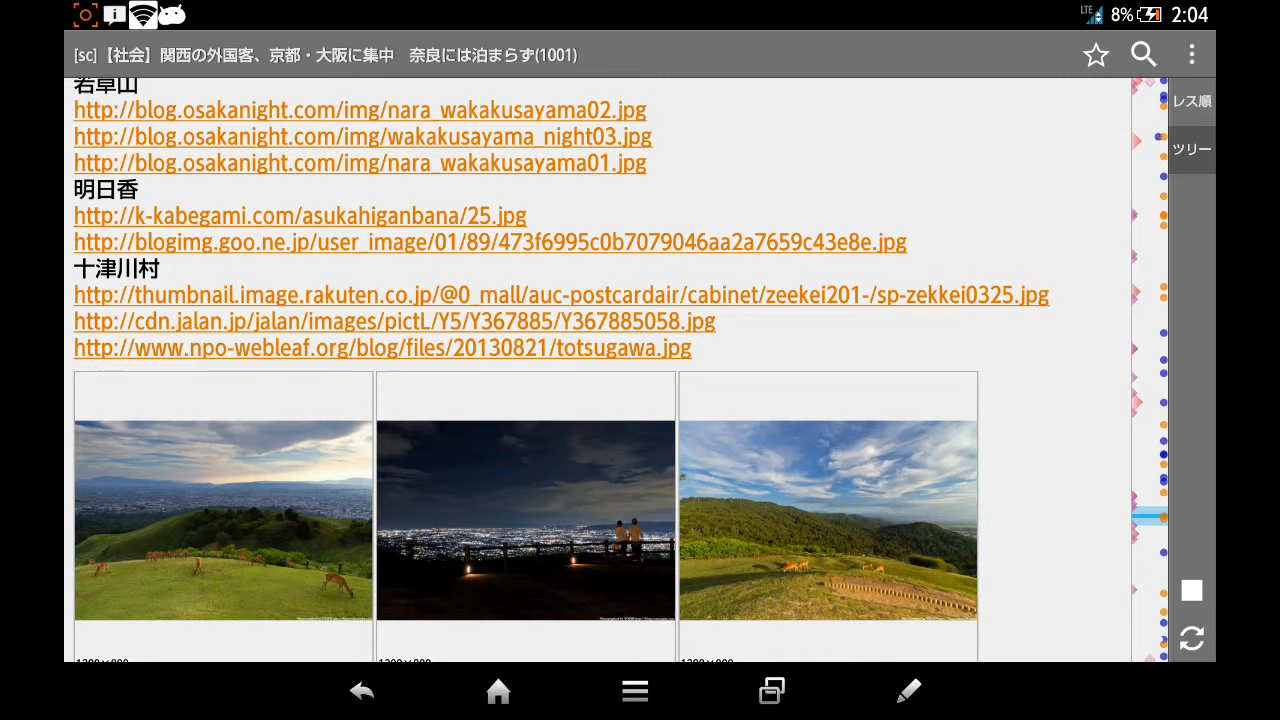 LTE 8% 2:04
[sc]【社会】関西の外国客、京都・大阪に集中　奈良には泊まらず(1001)
レス順
ツリー
若草山
http://blog.osakanight.com/img/nara_wakakusayama02.jpg
http://blog.osakanight.com/img/wakakusayama_night03.jpg
http://blog.osakanight.com/img/nara_wakakusayama01.jpg
明日香
http://k-kabegami.com/asukahiganbana/25.jpg
http://blogimg.goo.ne.jp/user_image/01/89/473f6995c0b7079046aa2a7659c43e8e.jpg
十津川村
http://thumbnail.image.rakuten.co.jp/@0_mall/auc-postcardair/cabinet/zeekei201-/sp-zekkei0325.jpg
http://cdn.jalan.jp/jalan/images/pictL/Y5/Y367885/Y367885058.jpg
http://www.npo-webleaf.org/blog/files/20130821/totsugawa.jpg